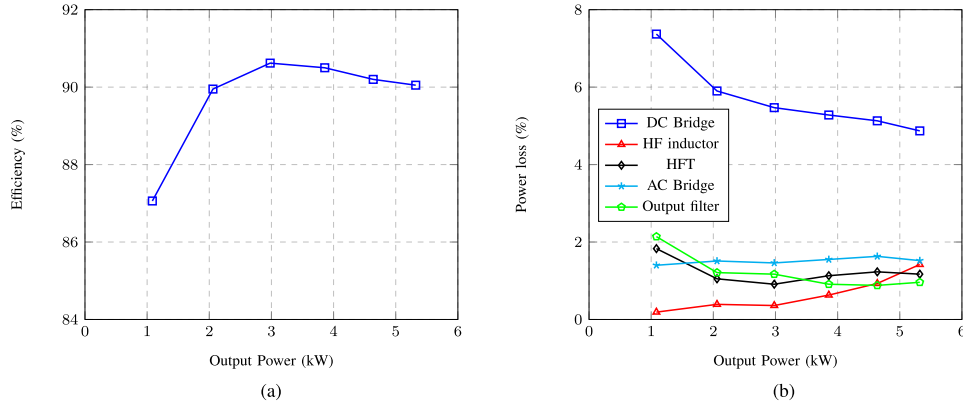 92
90
88
86
84
0
1
2
3
4
5
6
Efficiency (%)
Output Power (kW)
(a)
8
6
4
2
0
0
1
2
3
4
5
6
Power loss (%)
DC Bridge
HF inductor
HFT
AC Bridge
Output filter
Output Power (kW)
(b)